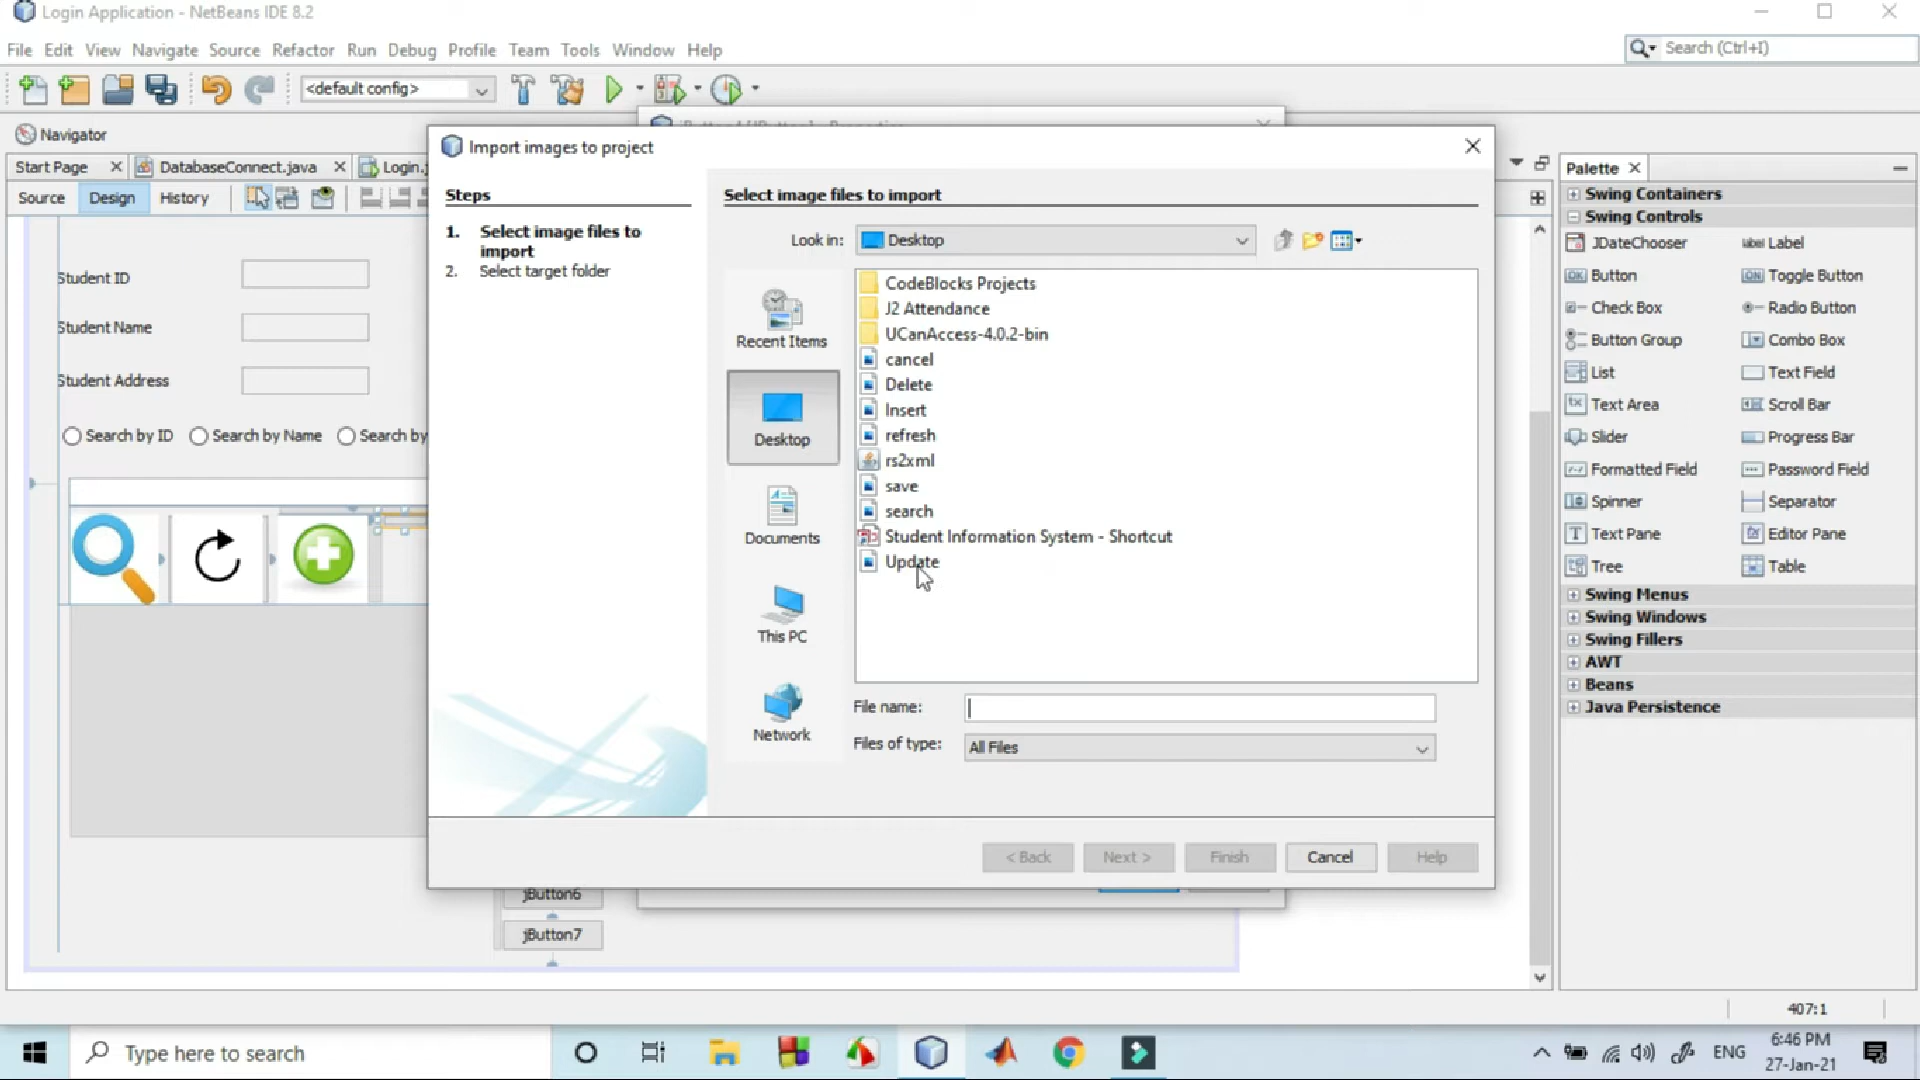 Login Application - NetBeans IDE 8.2
File Edit View Navigate Source Refactor Run Debug Profile Team Tools Window Help
Search (Ctrl+I)
<default config>
Navigator
Start Page
DatabaseConnect.java
Login.
Source Design History
Student ID
Student Name
Student Address
Search by ID Search by Name Search by
jButton6
jButton7
Import images to project
Steps
1. Select image files to
import
2. Select target folder
Select image files to import
Look in: Desktop
Recent Items
Desktop
Documents
This PC
Network
CodeBlocks Projects
J2 Attendance
UCanAccess-4.0.2-bin
cancel
Delete
Insert
refresh
rs2xml
save
search
Student Information System - Shortcut
Update
File name:
Files of type: All Files
< Back Next > Finish Cancel Help
Palette
Swing Containers
Swing Controls
JDateChooser Label
Button Toggle Button
Check Box Radio Button
Button Group Combo Box
List Text Field
Text Area Scroll Bar
Slider Progress Bar
Formatted Field Password Field
Spinner Separator
Text Pane Editor Pane
Tree Table
Swing Menus
Swing Windows
Swing Fillers
AWT
Beans
Java Persistence
407:1
Type here to search
ENG
6:46 PM
27-Jan-21